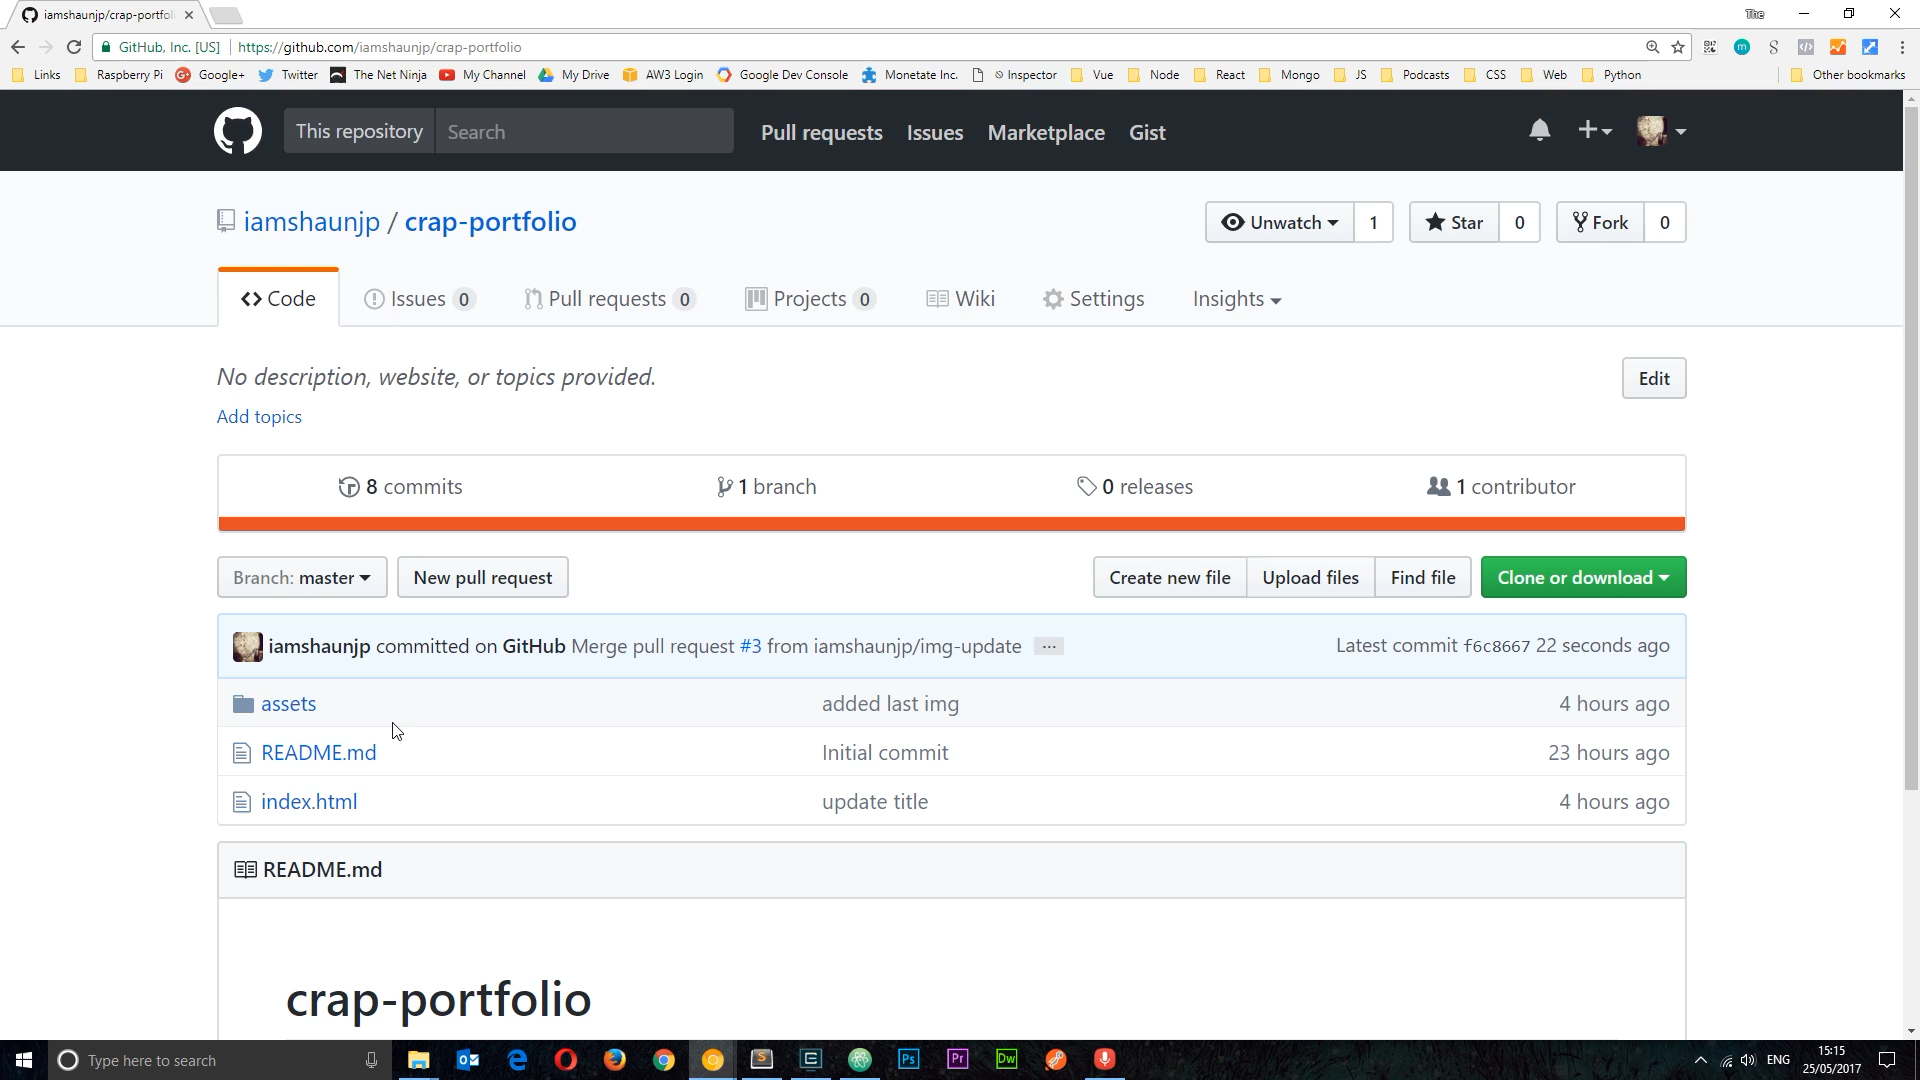 iamshaunjp/crap-portfoli
The
GitHub, Inc. [US] https://github.com/iamshaunjp/crap-portfolio
Links Raspberry Pi Google+ Twitter The Net Ninja My Channel My Drive AW3 Login Google Dev Console Monetate Inc. Inspector Vue Node React Mongo JS Podcasts CSS Web Python Other bookmarks
This repository Search Pull requests Issues Marketplace Gist
iamshaunjp / crap-portfolio Unwatch 1 Star 0 Fork 0
Code Issues 0 Pull requests 0 Projects 0 Wiki Settings Insights
No description, website, or topics provided. Edit
Add topics
8 commits 1 branch 0 releases 1 contributor
Branch: master New pull request Create new file Upload files Find file Clone or download
iamshaunjp committed on GitHub Merge pull request #3 from iamshaunjp/img-update ... Latest commit f6c8667 22 seconds ago
assets added last img 4 hours ago
README.md Initial commit 23 hours ago
index.html update title 4 hours ago
README.md
crap-portfolio
Type here to search Ps Pr Dw ENG 15:15
25/05/2017